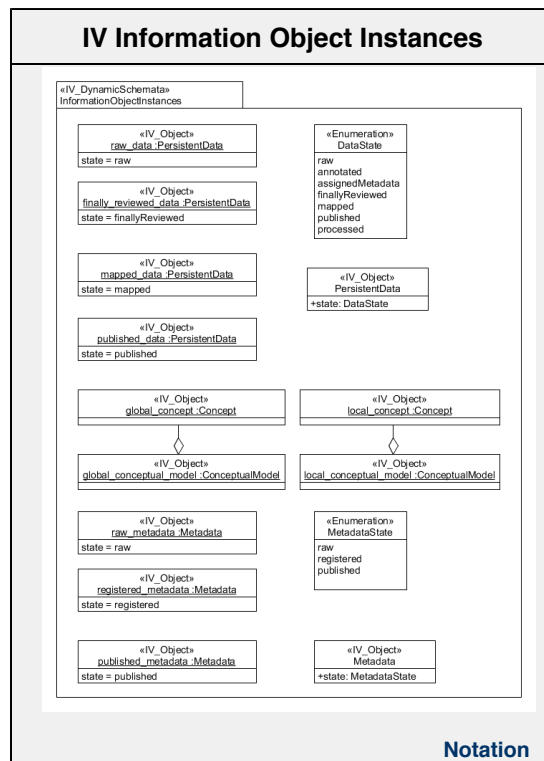 IV Information Object Instances
«IV_DynamicSchemata»
InformationObjectInstances
«IV_Object»
raw_data :PersistentData
state = raw
«Enumeration»
DataState
raw
annotated
assignedMetadata
finallyReviewed
mapped
published
processed
«IV_Object»
finally_reviewed_data :PersistentData
state = finallyReviewed
«IV_Object»
mapped_data :PersistentData
state = mapped
«IV_Object»
PersistentData
+state: DataState
«IV_Object»
published_data :PersistentData
state = published
«IV_Object»
global_concept :Concept
«IV_Object»
local_concept :Concept
«IV_Object»
global_conceptual_model :ConceptualModel
«IV_Object»
local_conceptual_model :ConceptualModel
«IV_Object»
raw_metadata :Metadata
state = raw
«Enumeration»
MetadataState
raw
registered
published
«IV_Object»
registered_metadata :Metadata
state = registered
«IV_Object»
published_metadata :Metadata
state = published
«IV_Object»
Metadata
+state: MetadataState
Notation